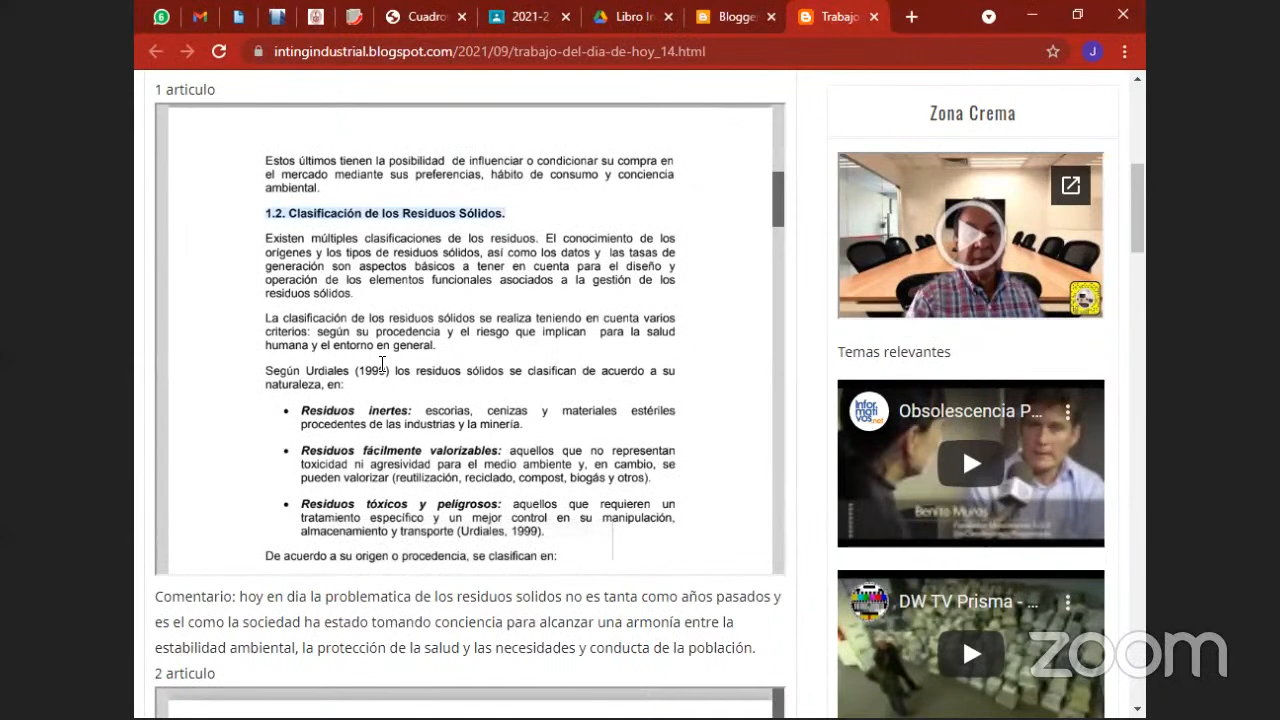 Cuadro
2021-2
Libro In
Blogge
Trabajo
intingindustrial.blogspot.com/2021/09/trabajo-del-dia-de-hoy_14.html
J
1 articulo
Estos últimos tienen la posibilidad de influenciar o condicionar su compra en
el mercado mediante sus preferencias, hábito de consumo y conciencia
ambiental.
1.2. Clasificación de los Residuos Sólidos.
Existen múltiples clasificaciones de los residuos. El conocimiento de los
orígenes y los tipos de residuos sólidos, así como los datos y las tasas de
generación son aspectos básicos a tener en cuenta para el diseño y
operación de los elementos funcionales asociados a la gestión de los
residuos sólidos.
La clasificación de los residuos sólidos se realiza teniendo en cuenta varios
criterios: según su procedencia y el riesgo que implican para la salud
humana y el entorno en general.
Según Urdiales (1999) los residuos sólidos se clasifican de acuerdo a su
naturaleza, en:
• Residuos inertes: escorias, cenizas y materiales estériles
procedentes de las industrias y la minería.
• Residuos fácilmente valorizables: aquellos que no representan
toxicidad ni agresividad para el medio ambiente y, en cambio, se
pueden valorizar (reutilización, reciclado, compost, biogás y otros).
• Residuos tóxicos y peligrosos: aquellos que requieren un
tratamiento específico y un mejor control en su manipulación,
almacenamiento y transporte (Urdiales, 1999).
De acuerdo a su origen o procedencia, se clasifican en:
Comentario: hoy en dia la problematica de los residuos solidos no es tanta como años pasados y
es el como la sociedad ha estado tomando conciencia para alcanzar una armonía entre la
estabilidad ambiental, la protección de la salud y las necesidades y conducta de la población.
2 articulo
Zona Crema
Temas relevantes
Infor-
mativos.
net
Obsolescencia P...
Benito Muros
DW TV Prisma - ...
zoom